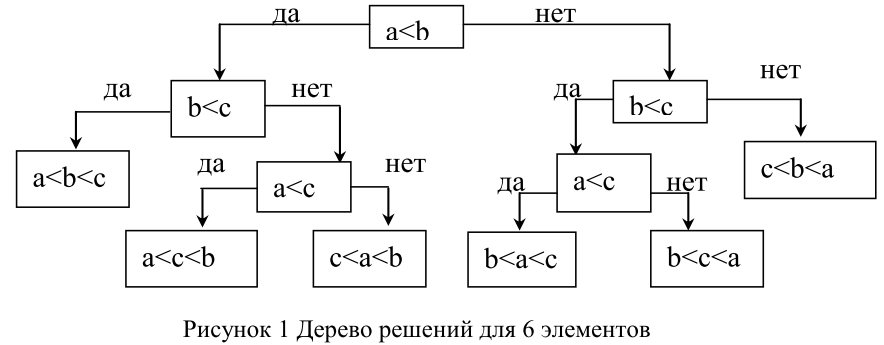 да
a<b
нет
да
b<c
нет
да
b<c
нет
a<b<c
да
a<c
нет
да
a<c
нет
c<b<a
a<c<b
c<a<b
b<a<c
b<c<a
Рисунок 1 Дерево решений для 6 элементов